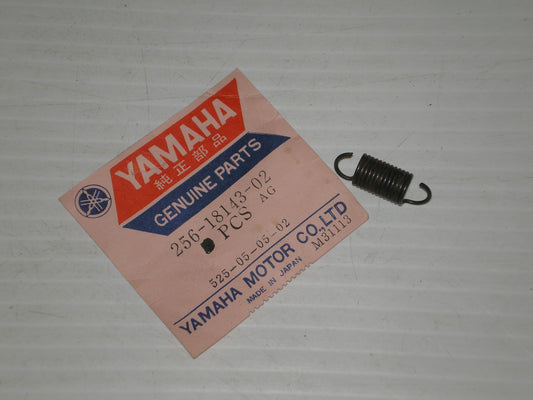 YAMAHA
純正部品
GENUINE PARTS
256-18143-02
PCS AG
525-05-05-02
YAMAHA MOTOR CO.,LTD
MADE IN JAPAN M31113